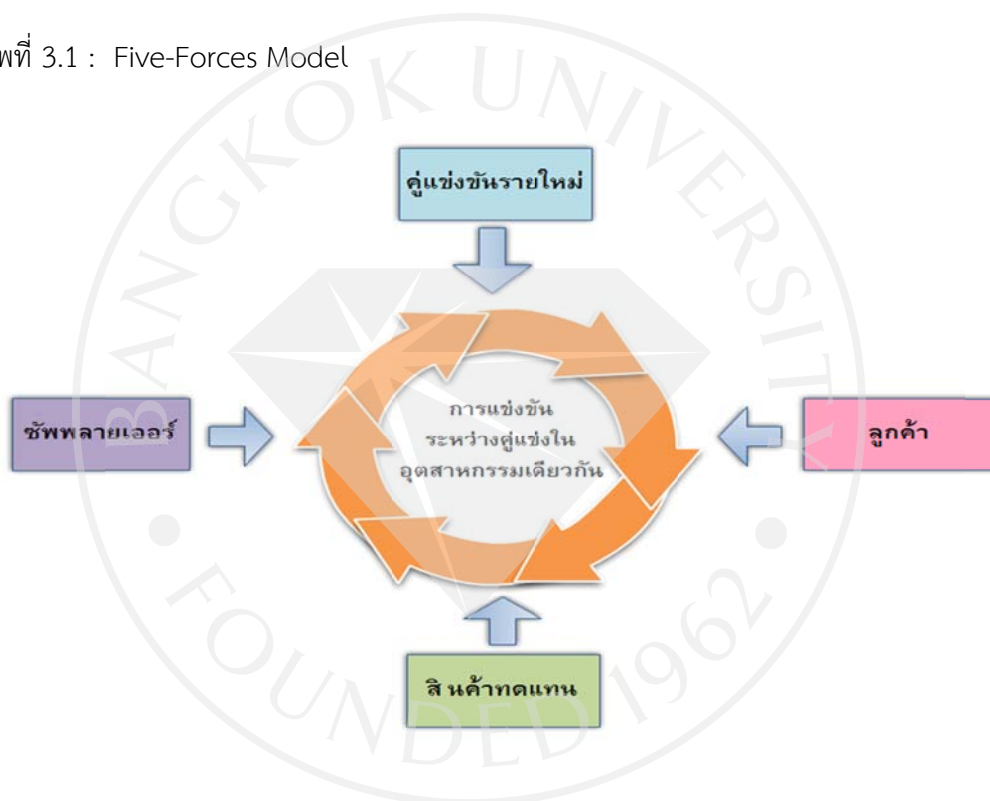 พที่ 3.1 : Five-Forces Model
BANGKOK UNIVERSITY
คู่แข่งขันรายใหม่
ซัพพลายเออร์
การแข่งขัน
ระหว่างคู่แข่งใน
อุตสาหกรรมเดียวกัน
ลูกค้า
สินค้าทดแทน
FOUNDED 1962